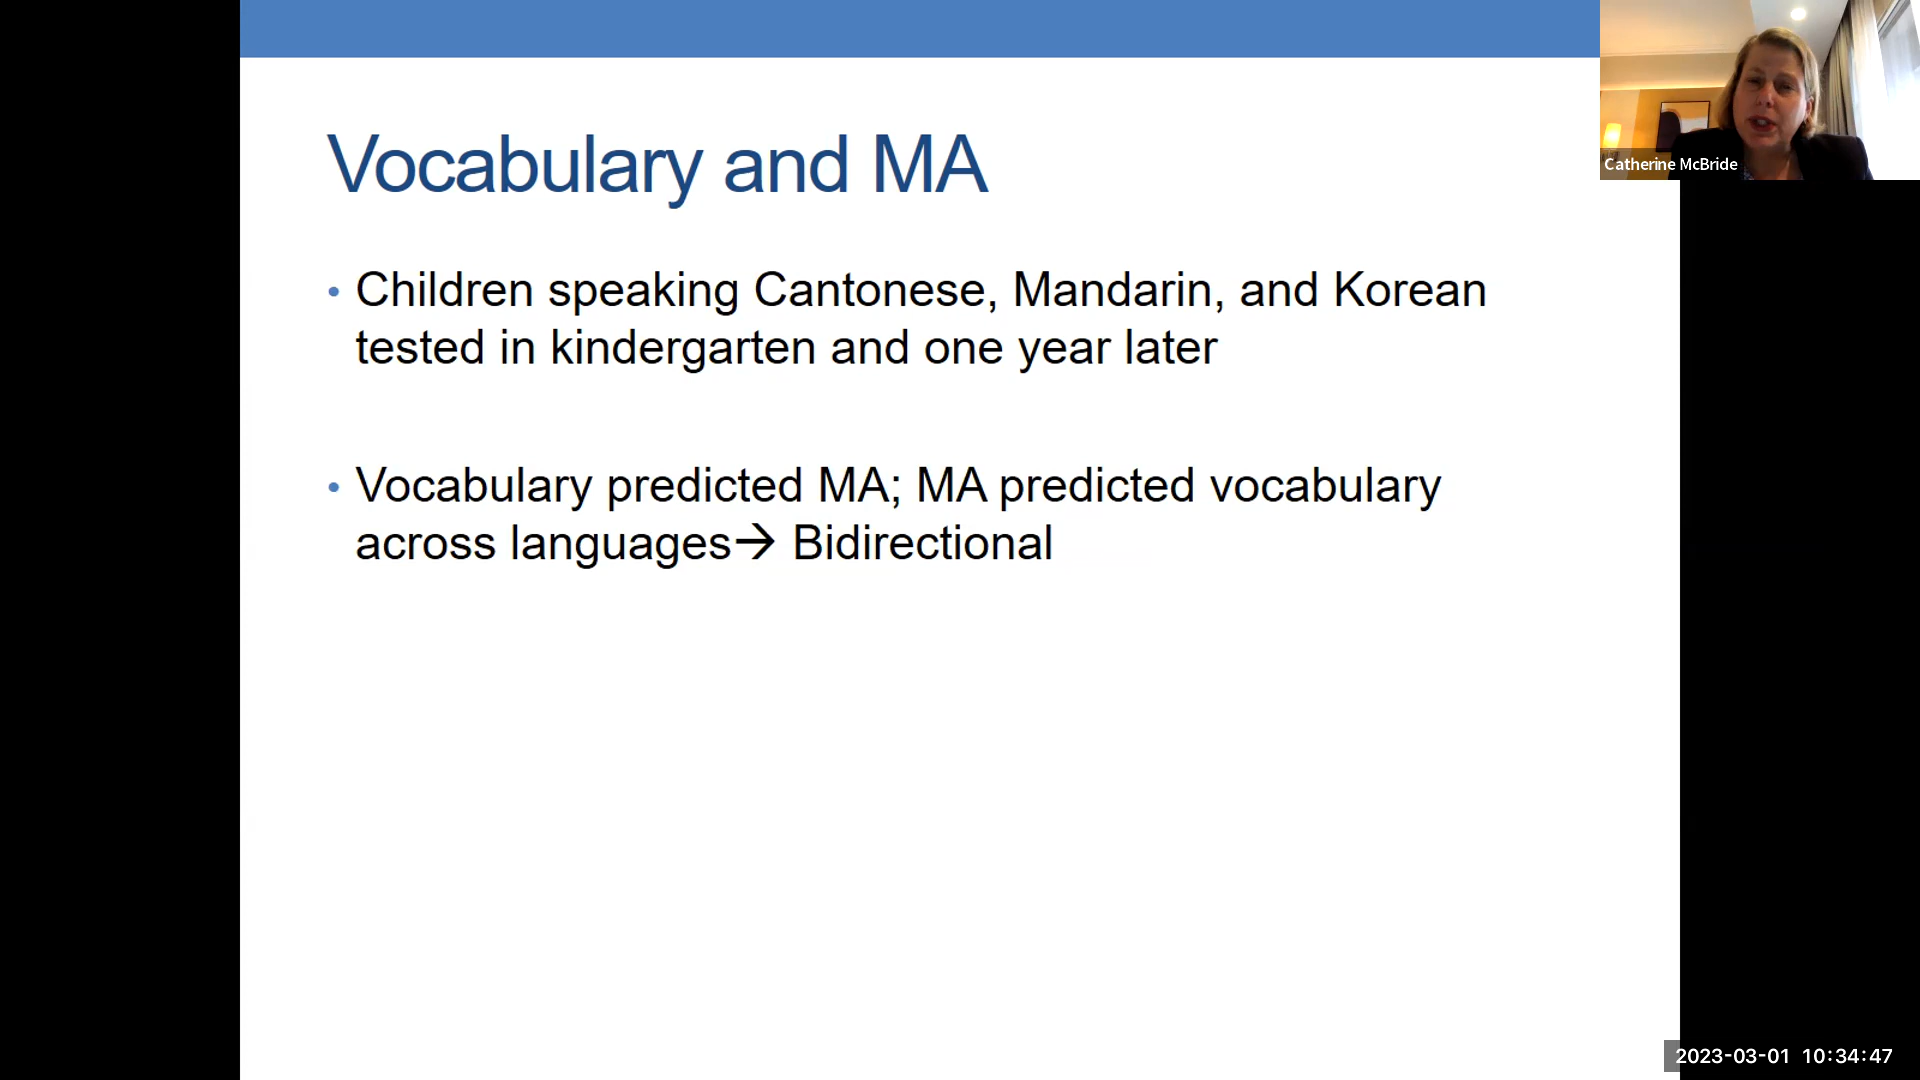 Vocabulary and MA
• Children speaking Cantonese, Mandarin, and Korean
tested in kindergarten and one year later
• Vocabulary predicted MA; MA predicted vocabulary
across languages→ Bidirectional
Catherine McBride
2023-03-01 10:34:47